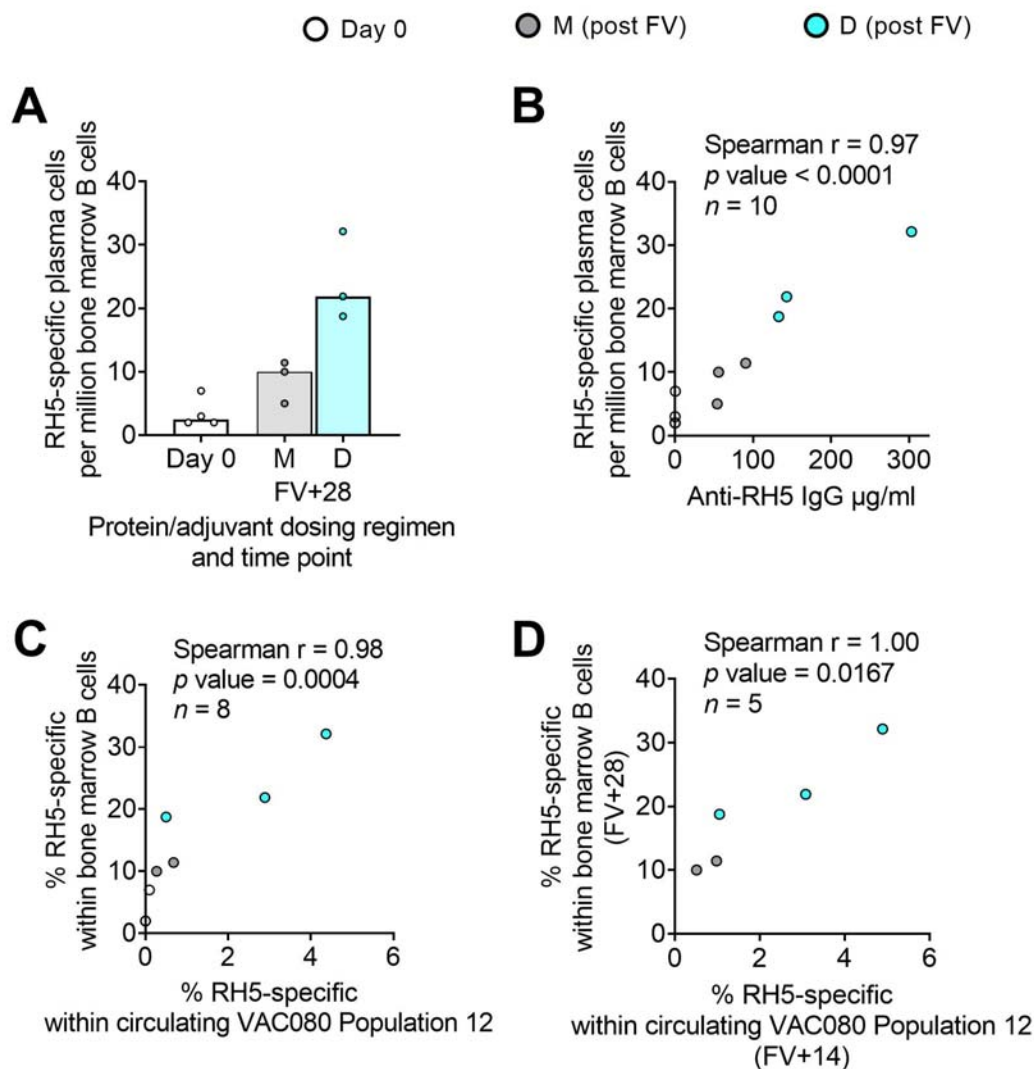 Day 0
M (post FV)
D (post FV)
A
RH5-specific plasma cells
per million bone marrow B cells
40
30
20
10
0
Day 0
M
D
FV+28
Protein/adjuvant dosing regimen
and time point
B
Spearman r = 0.97
p value < 0.0001
n = 10
RH5-specific plasma cells
per million bone marrow B cells
40
30
20
10
0
0
100
200
300
Anti-RH5 IgG µg/ml
C
Spearman r = 0.98
p value = 0.0004
n = 8
% RH5-specific
within bone marrow B cells
40
30
20
10
0
0
2
4
6
% RH5-specific
within circulating VAC080 Population 12
D
Spearman r = 1.00
p value = 0.0167
n = 5
% RH5-specific
within bone marrow B cells
(FV+28)
40
30
20
10
0
0
2
4
6
% RH5-specific
within circulating VAC080 Population 12
(FV+14)